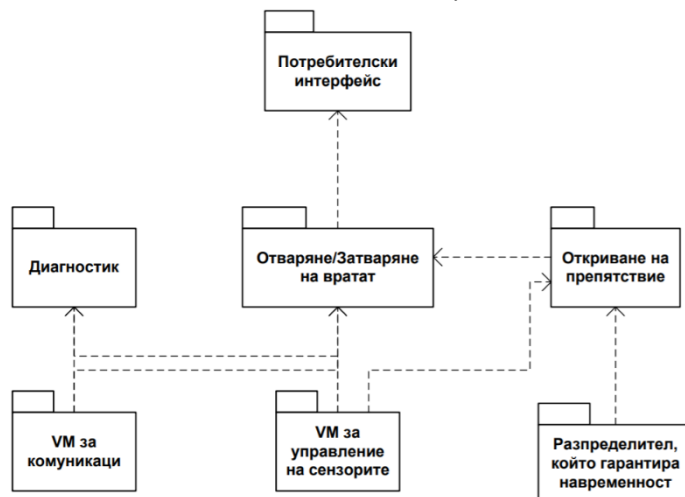 Потребителски
интерфейс
Диагностик
Отваряне/Затваряне
на вратат
Откриване на
препятствие
VM за
комуникаци
VM за
управление
на сензорите
Разпределител,
който гарантира
навременност